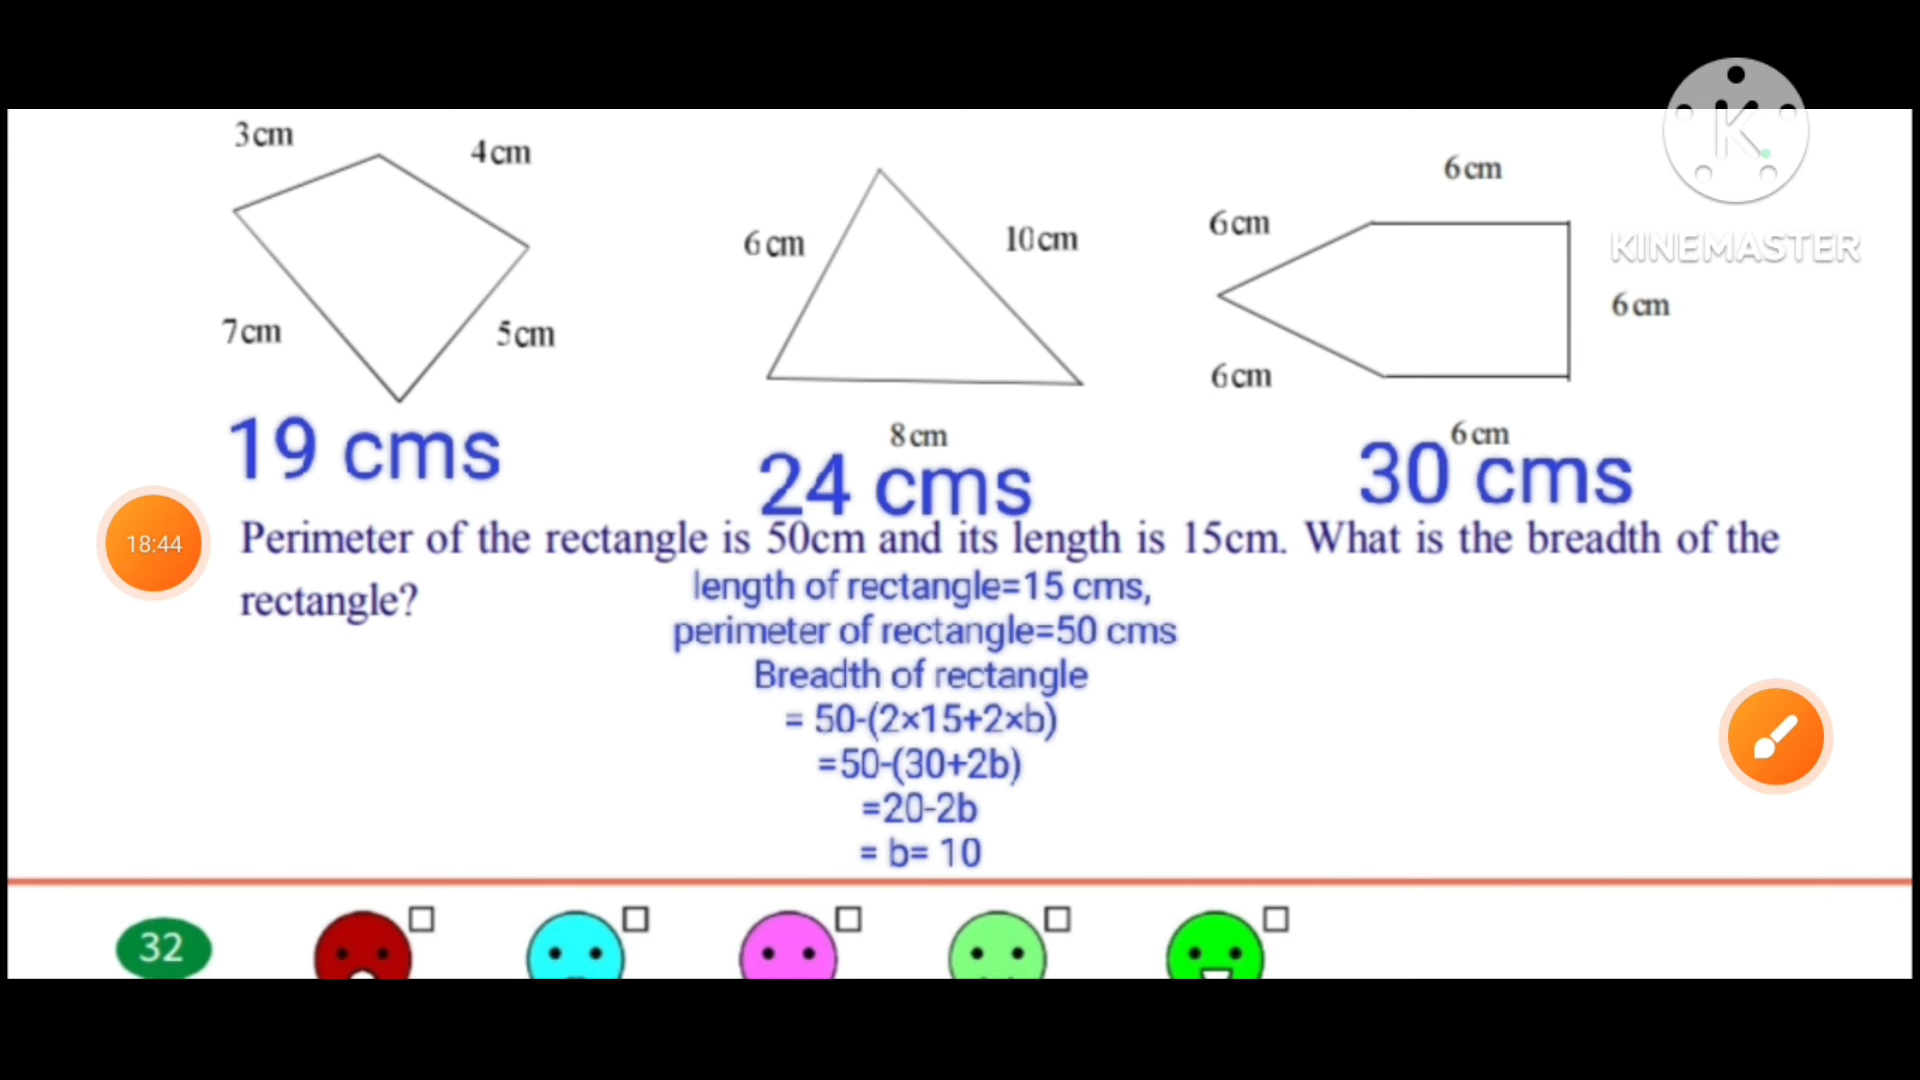 3cm
4cm
7cm
5cm
19 cms
6cm
10cm
8cm
24 cms
6cm
6cm
6cm
6cm
6cm
30 cms
K
KINEMASTER
18:44
Perimeter of the rectangle is 50cm and its length is 15cm. What is the breadth of the
rectangle?
length of rectangle=15 cms,
perimeter of rectangle=50 cms
Breadth of rectangle
= 50-(2×15+2×b)
=50-(30+2b)
=20-2b
= b= 10
32